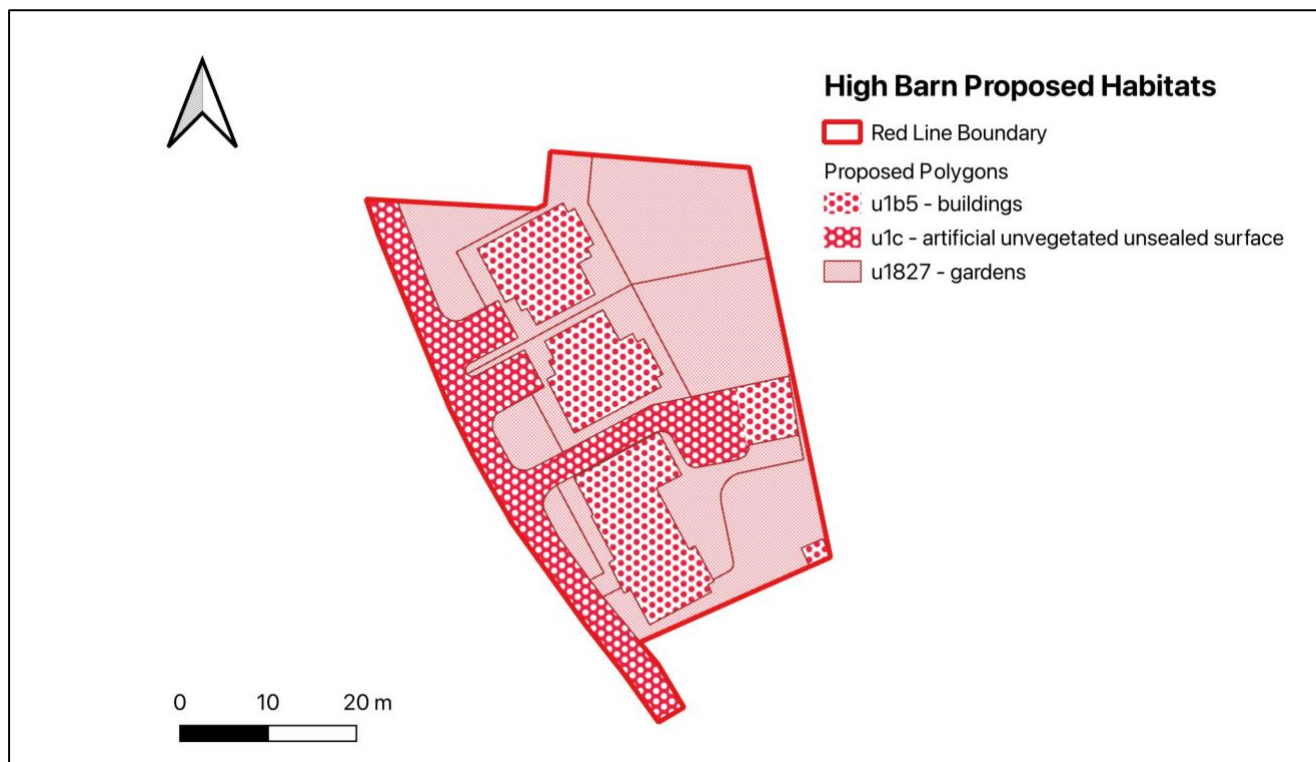 High Barn Proposed Habitats
Red Line Boundary
Proposed Polygons
u1b5 - buildings
u1c - artificial unvegetated unsealed surface
u1827 - gardens
0 10 20 m